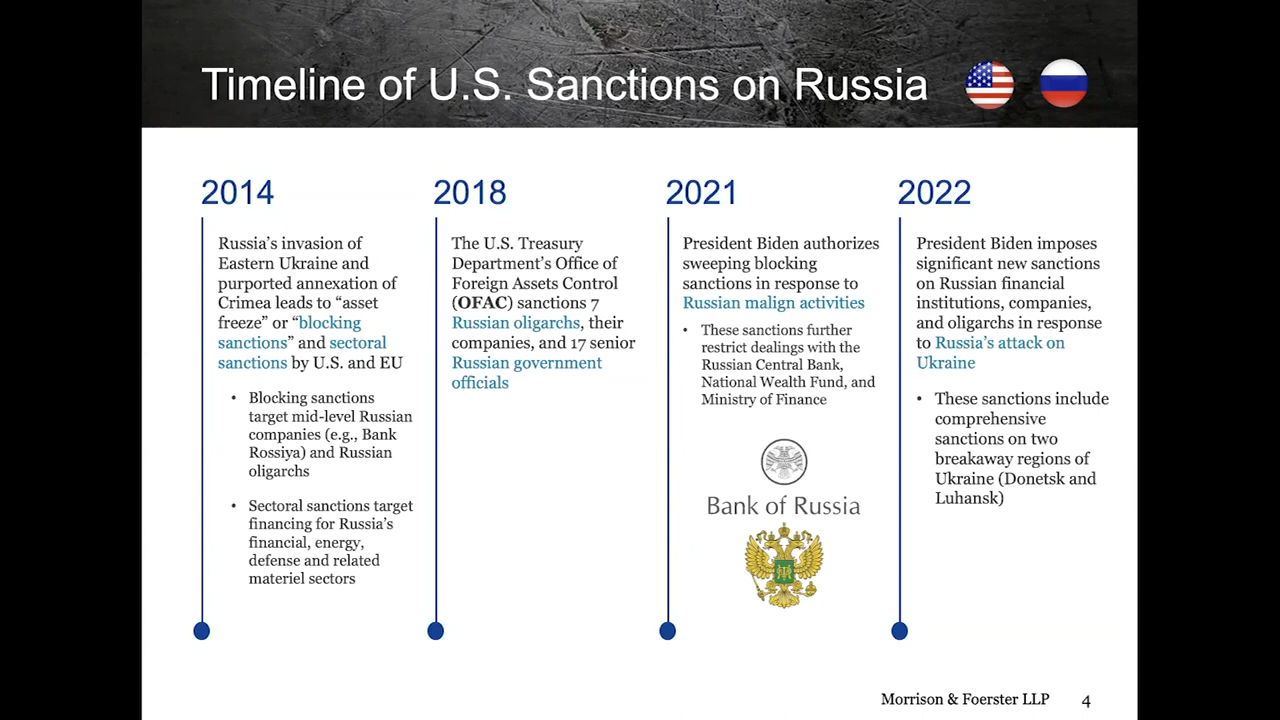 Timeline of U.S. Sanctions on Russia
2014
Russia's invasion of
Eastern Ukraine and
purported annexation of
Crimea leads to “asset
freeze” or “blocking
sanctions” and sectoral
sanctions by U.S. and EU
• Blocking sanctions
target mid-level Russian
companies (e.g., Bank
Rossiya) and Russian
oligarchs
• Sectoral sanctions target
financing for Russia's
financial, energy,
defense and related
materiel sectors
2018
The U.S. Treasury
Department's Office of
Foreign Assets Control
(OFAC) sanctions 7
Russian oligarchs, their
companies, and 17 senior
Russian government
officials
2021
President Biden authorizes
sweeping blocking
sanctions in response to
Russian malign activities
• These sanctions further
restrict dealings with the
Russian Central Bank,
National Wealth Fund, and
Ministry of Finance
Bank of Russia
2022
President Biden imposes
significant new sanctions
on Russian financial
institutions, companies,
and oligarchs in response
to Russia's attack on
Ukraine
• These sanctions include
comprehensive
sanctions on two
breakaway regions of
Ukraine (Donetsk and
Luhansk)
Morrison & Foerster LLP 4